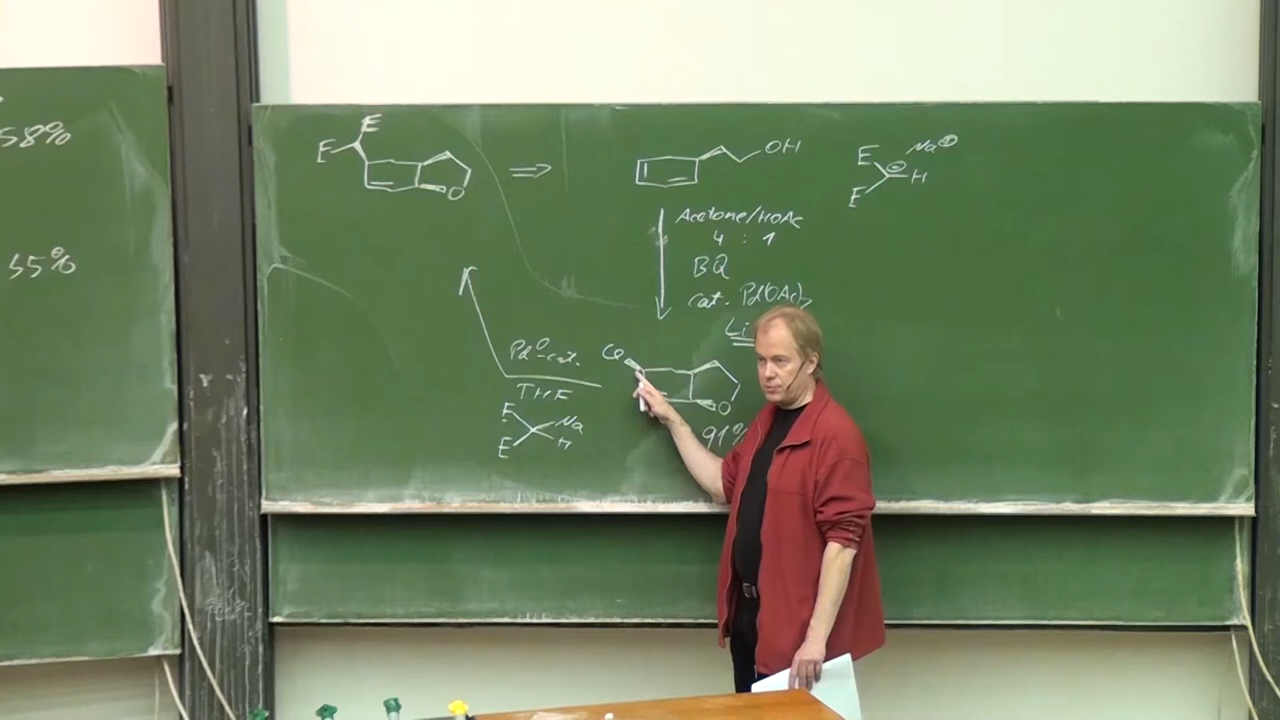 58%
55%
E
E
O
⇒
OH
E
E
⊖
H
Na⊕
Acetone/HOAc
4 : 1
BQ
cat. Pd(OAc)₂
Li
Pd⁰-cat.
THF
E
E
Na
H
Cl
O
91%